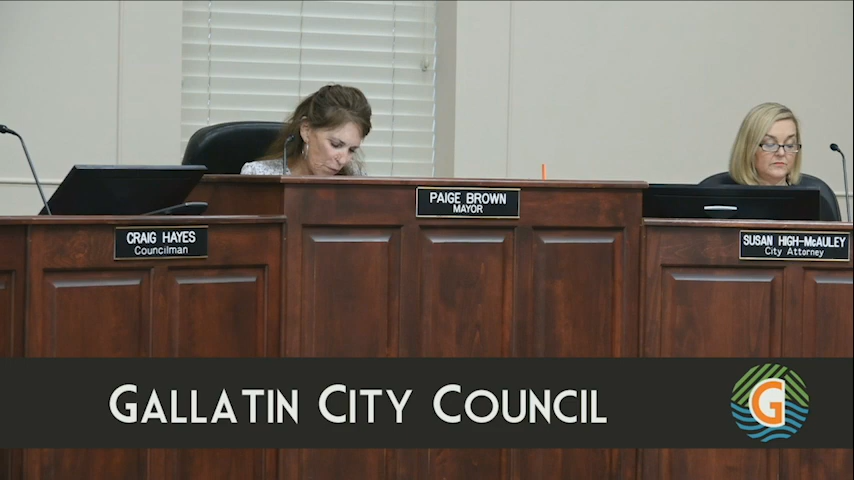 PAIGE BROWN
MAYOR
CRAIG HAYES
Councilman
SUSAN HIGH-McAULEY
City Attorney
GALLATIN CITY COUNCIL
G